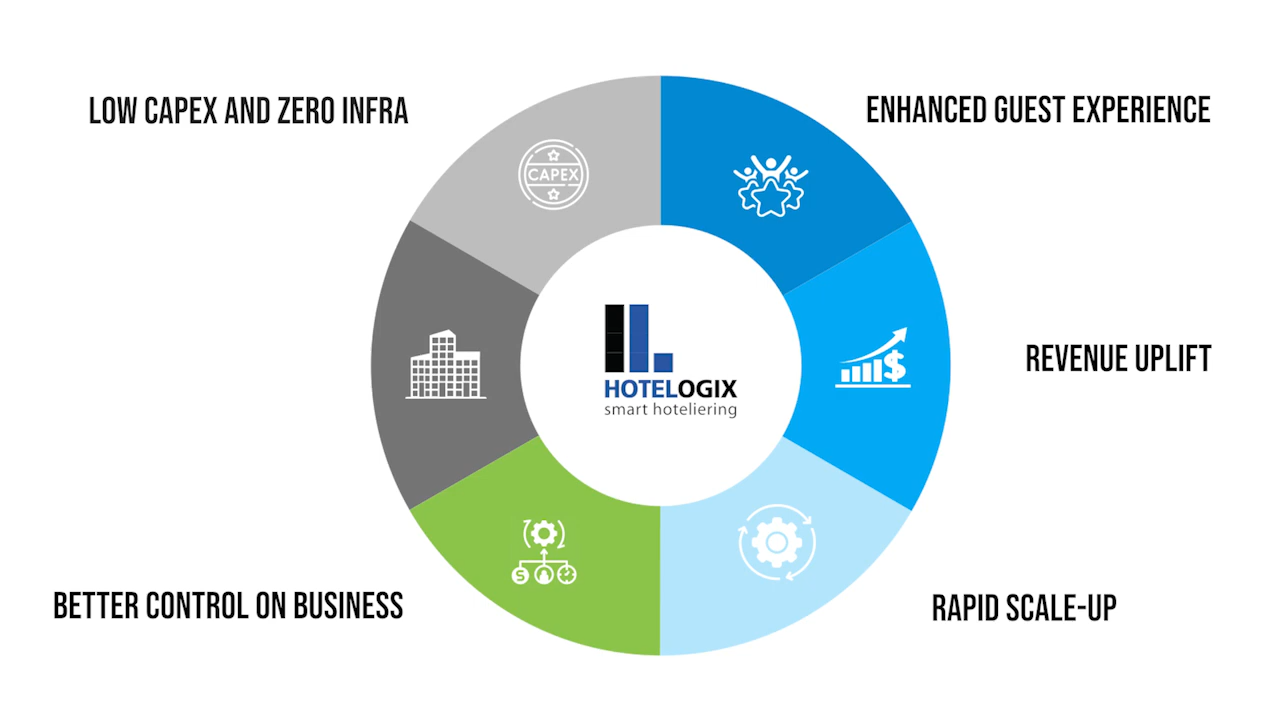 LOW CAPEX AND ZERO INFRA
ENHANCED GUEST EXPERIENCE
CAPEX
HOTELOGIX
smart hoteliering
REVENUE UPLIFT
$
$
BETTER CONTROL ON BUSINESS
RAPID SCALE-UP